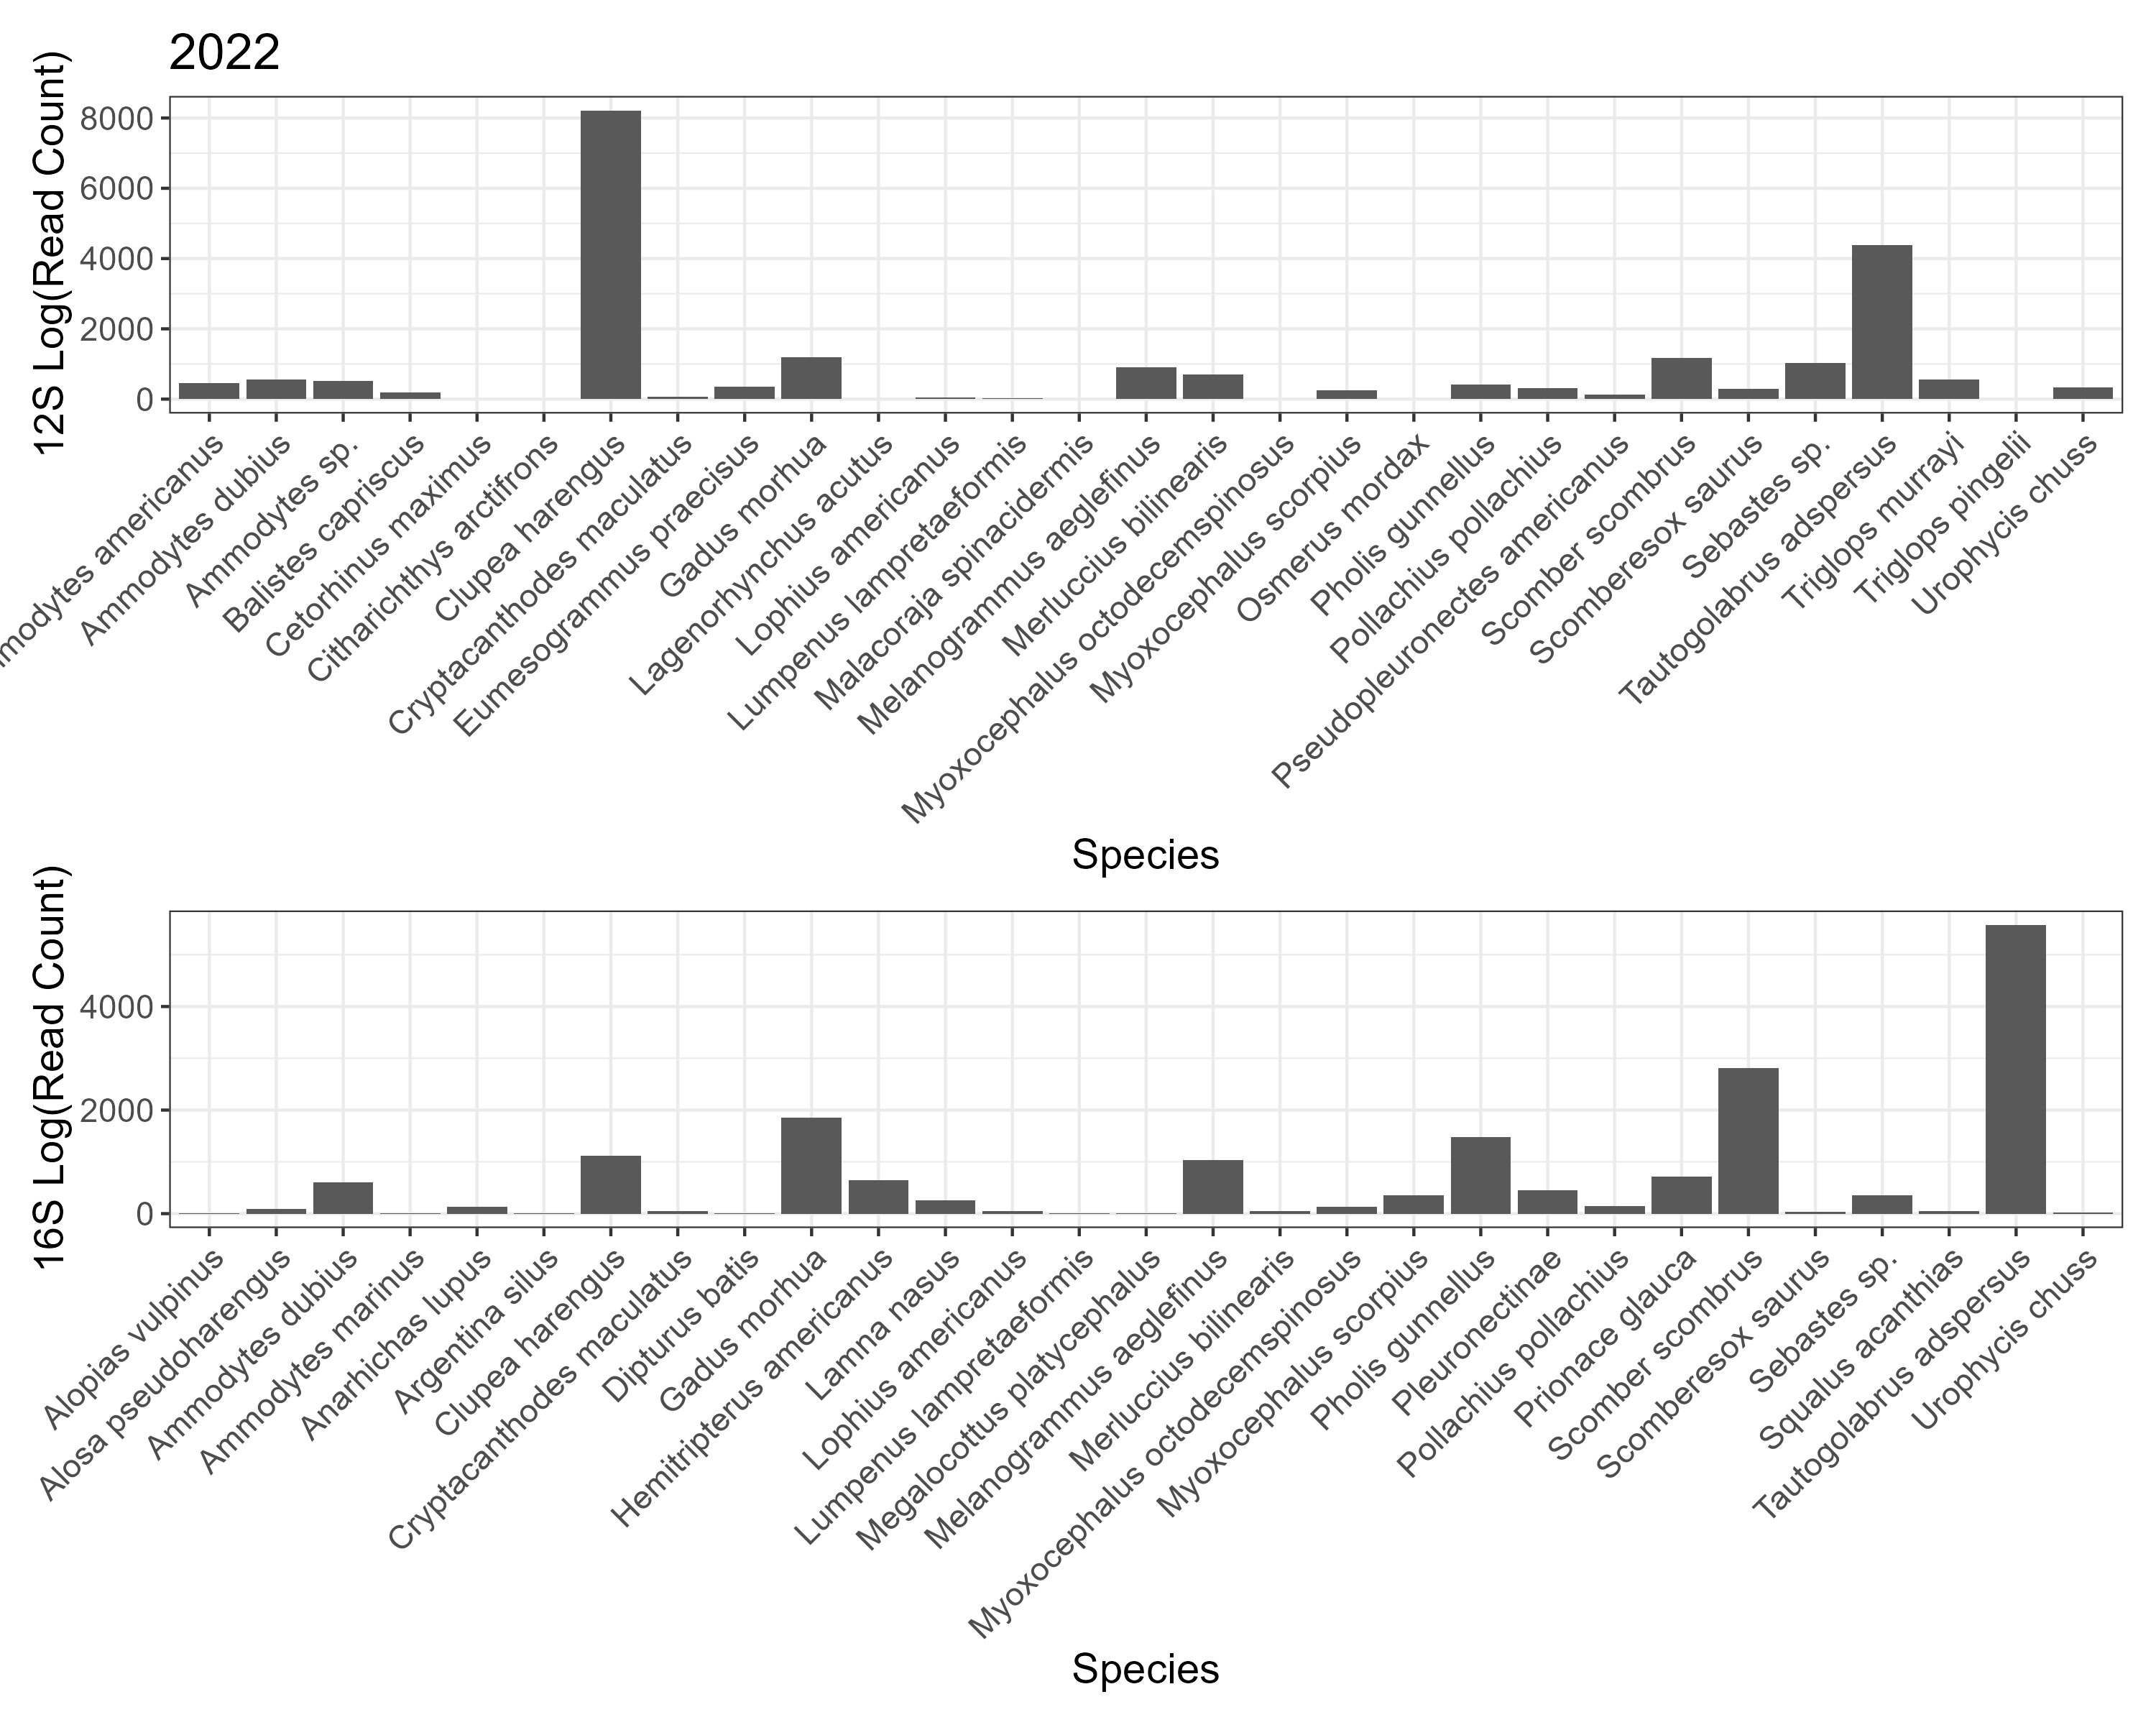 2022
12S Log(Read Count)
8000
6000
4000
2000
0
Ammodytes dubius
Ammodytes sp.
Balistes capriscus
Cetorhinus maximus
Citharichthys arctifrons
Clupea harengus
Cryptacanthodes maculatus
Eumesogrammus praecisus
Gadus morhua
Lagenorhynchus acutus
Lophius americanus
Lumpenus lampretaeformis
Malacoraja spinacidermis
Melanogrammus aeglefinus
Merluccius bilinearis
Myoxocephalus octodecemspinosus
Myoxocephalus scorpius
Osmerus mordax
Pholis gunnellus
Pollachius pollachius
Pseudopleuronectes americanus
Scomber scombrus
Scomberesox saurus
Sebastes sp.
Tautogolabrus adspersus
Triglops murrayi
Triglops pingelii
Urophycis chuss
Species
16S Log(Read Count)
4000
2000
0
Alopias vulpinus
Alosa pseudoharengus
Ammodytes dubius
Ammodytes marinus
Anarhichas lupus
Argentina silus
Clupea harengus
Cryptacanthodes maculatus
Dipturus batis
Gadus morhua
Hemitripterus americanus
Lamna nasus
Lophius americanus
Lumpenus lampretaeformis
Megalocottus platycephalus
Melanogrammus aeglefinus
Merluccius bilinearis
Myoxocephalus octodecemspinosus
Myoxocephalus scorpius
Pholis gunnellus
Pleuronectinae
Pollachius pollachius
Prionace glauca
Scomber scombrus
Scomberesox saurus
Sebastes sp.
Squalus acanthias
Tautogolabrus adspersus
Urophycis chuss
Species